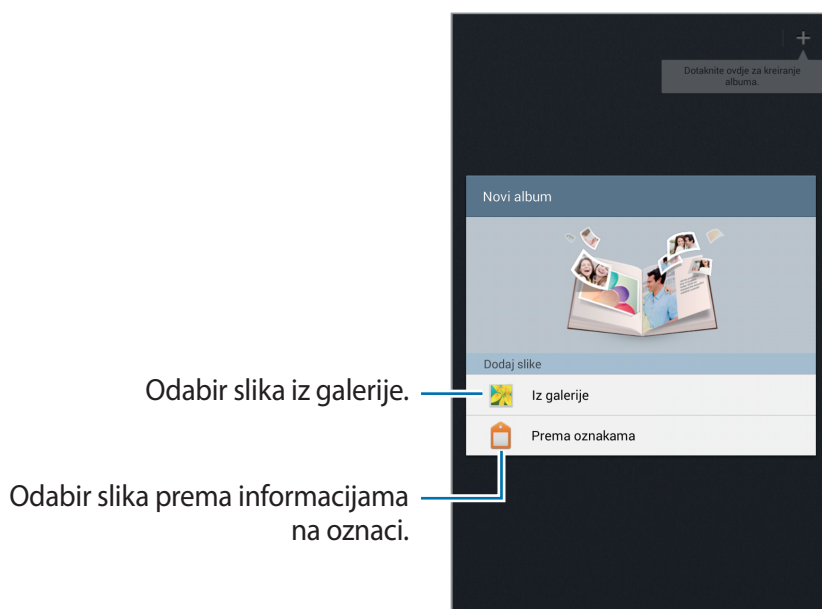 Dotaknite ovdje za kreiranje
albuma.
Novi album
Dodaj slike
Odabir slika iz galerije.
Iz galerije
Prema oznakama
Odabir slika prema informacijama
na oznaci.